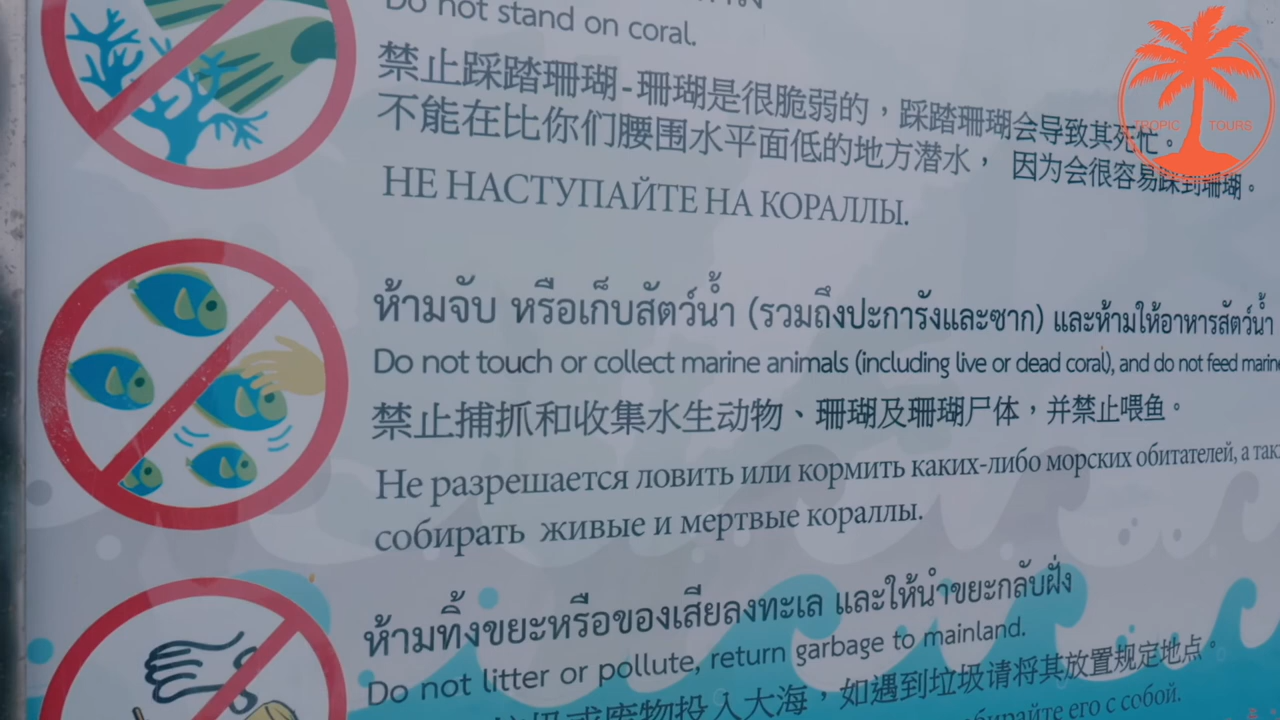 Do not stand on coral.
禁止踩踏珊瑚-珊瑚是很脆弱的，踩踏珊瑚会导致其死忙。
不能在比你们腰围水平面低的地方潜水，因为会很容易踩到珊瑚。
НЕ НАСТУПАЙТЕ НА КОРАЛЛЫ.
TROPIC TOURS
ห้ามจับ หรือเก็บสัตว์น้ำ (รวมถึงปะการังและซาก) และห้ามให้อาหารสัตว์น้ำ
Do not touch or collect marine animals (including live or dead coral), and do not feed marine
禁止捕抓和收集水生动物、珊瑚及珊瑚尸体，并禁止喂鱼。
Не разрешается ловить или кормить каких-либо морских обитателей, а так
собирать живые и мертвые кораллы.
ห้ามทิ้งขยะหรือของเสียลงทะเล และให้นำขยะกลับฝั่ง
Do not litter or pollute, return garbage to mainland.
废物投入大海，如遇到垃圾请将其放置规定地点。
его с собой.